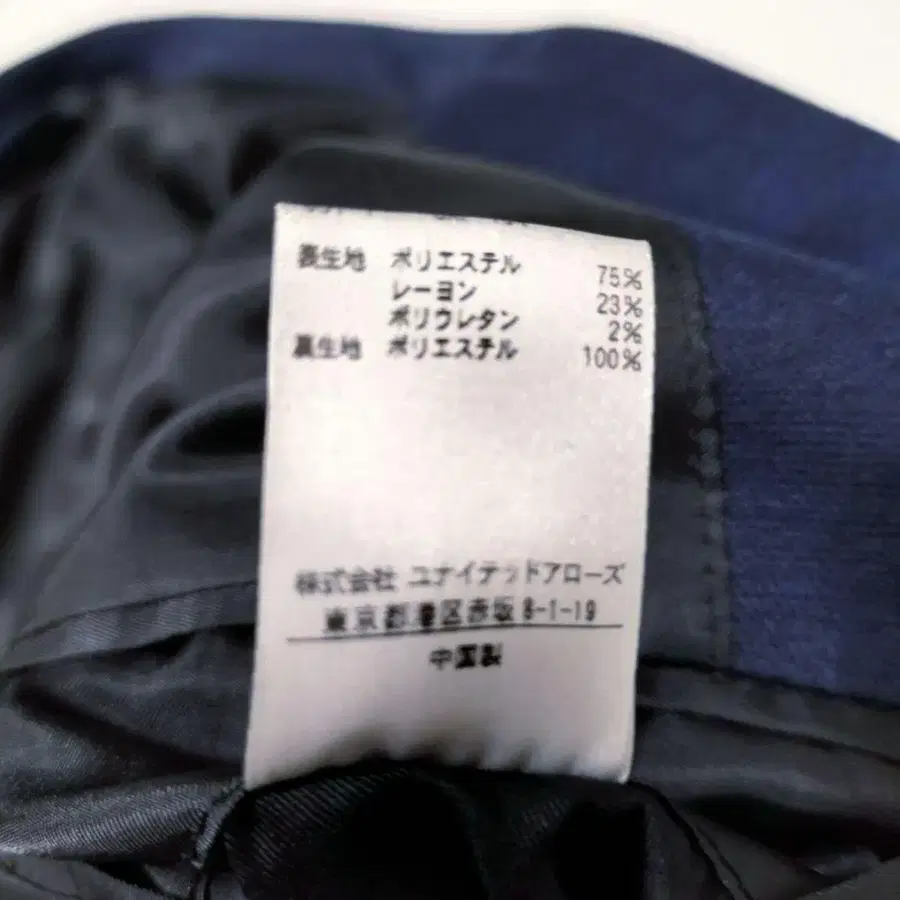 表生地 ポリエステル 75%
レーヨン 23%
ポリウレタン 2%
裏生地 ポリエステル 100%
株式会社 ユナイテッドアローズ
東京都港区赤坂8-1-19
中国製